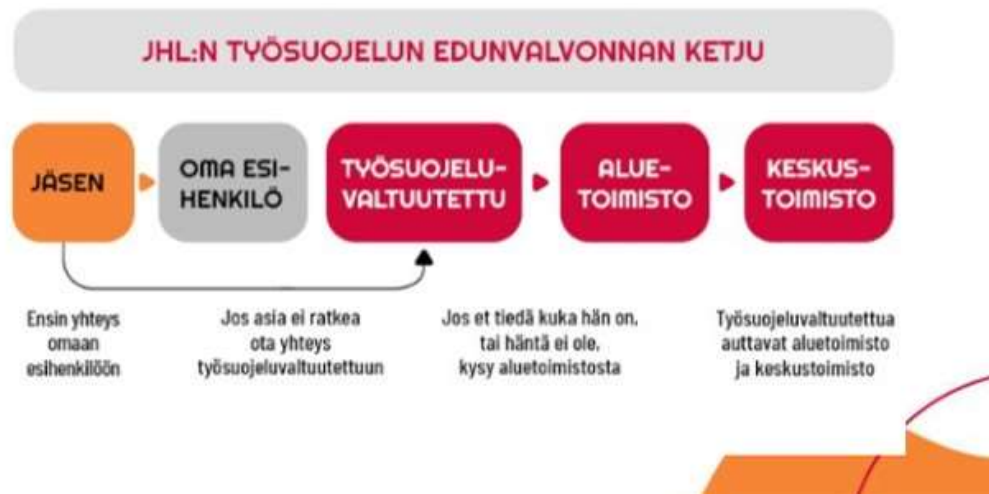 JHL:N TYÖSUOJELUN EDUNVALVONNAN KETJU
JÄSEN
OMA ESI-
HENKILÖ
TYÖSUOJELU-
VALTUUTETTU
ALUE-
TOIMISTO
KESKUS-
TOIMISTO
Ensin yhteys
omaan
esihenkilöön
Jos asia ei ratkea
ota yhteys
työsuojeluvaltuutettuun
Jos et tiedä kuka hän on,
tai häntä ei ole,
kysy aluetoimistosta
Työsuojeluvaltuutettua
auttavat aluetoimisto
ja keskustoimisto